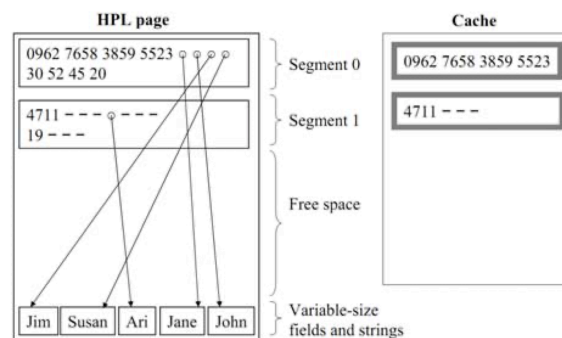 HPL page
Cache
0962 7658 3859 5523
30 52 45 20
Segment 0
0962 7658 3859 5523
4711 – – – – – –
19 – – –
Segment 1
4711 – – –
Free space
Jim Susan Ari Jane John
Variable-size
fields and strings